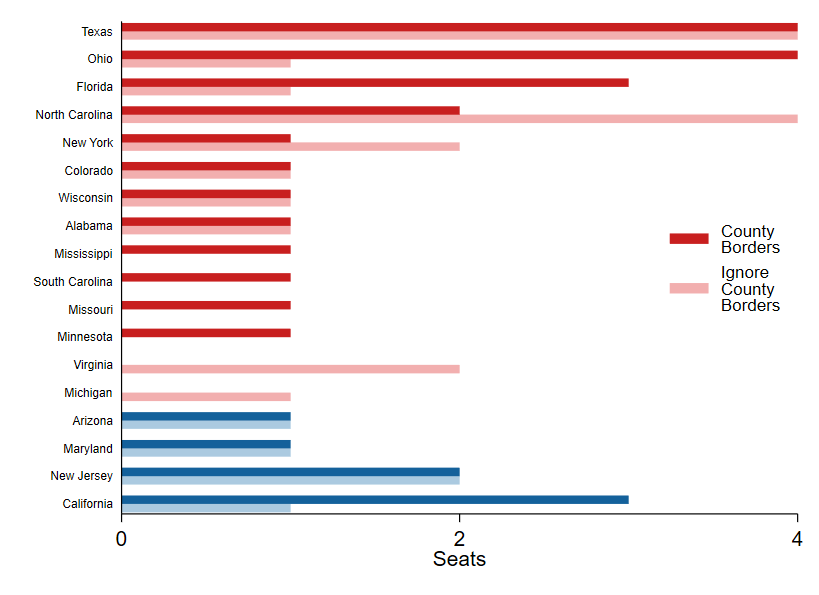 Texas
Ohio
Florida
North Carolina
New York
Colorado
Wisconsin
Alabama
Mississippi
South Carolina
Missouri
Minnesota
Virginia
Michigan
Arizona
Maryland
New Jersey
California
County
Borders
Ignore
County
Borders
0 2 4
Seats